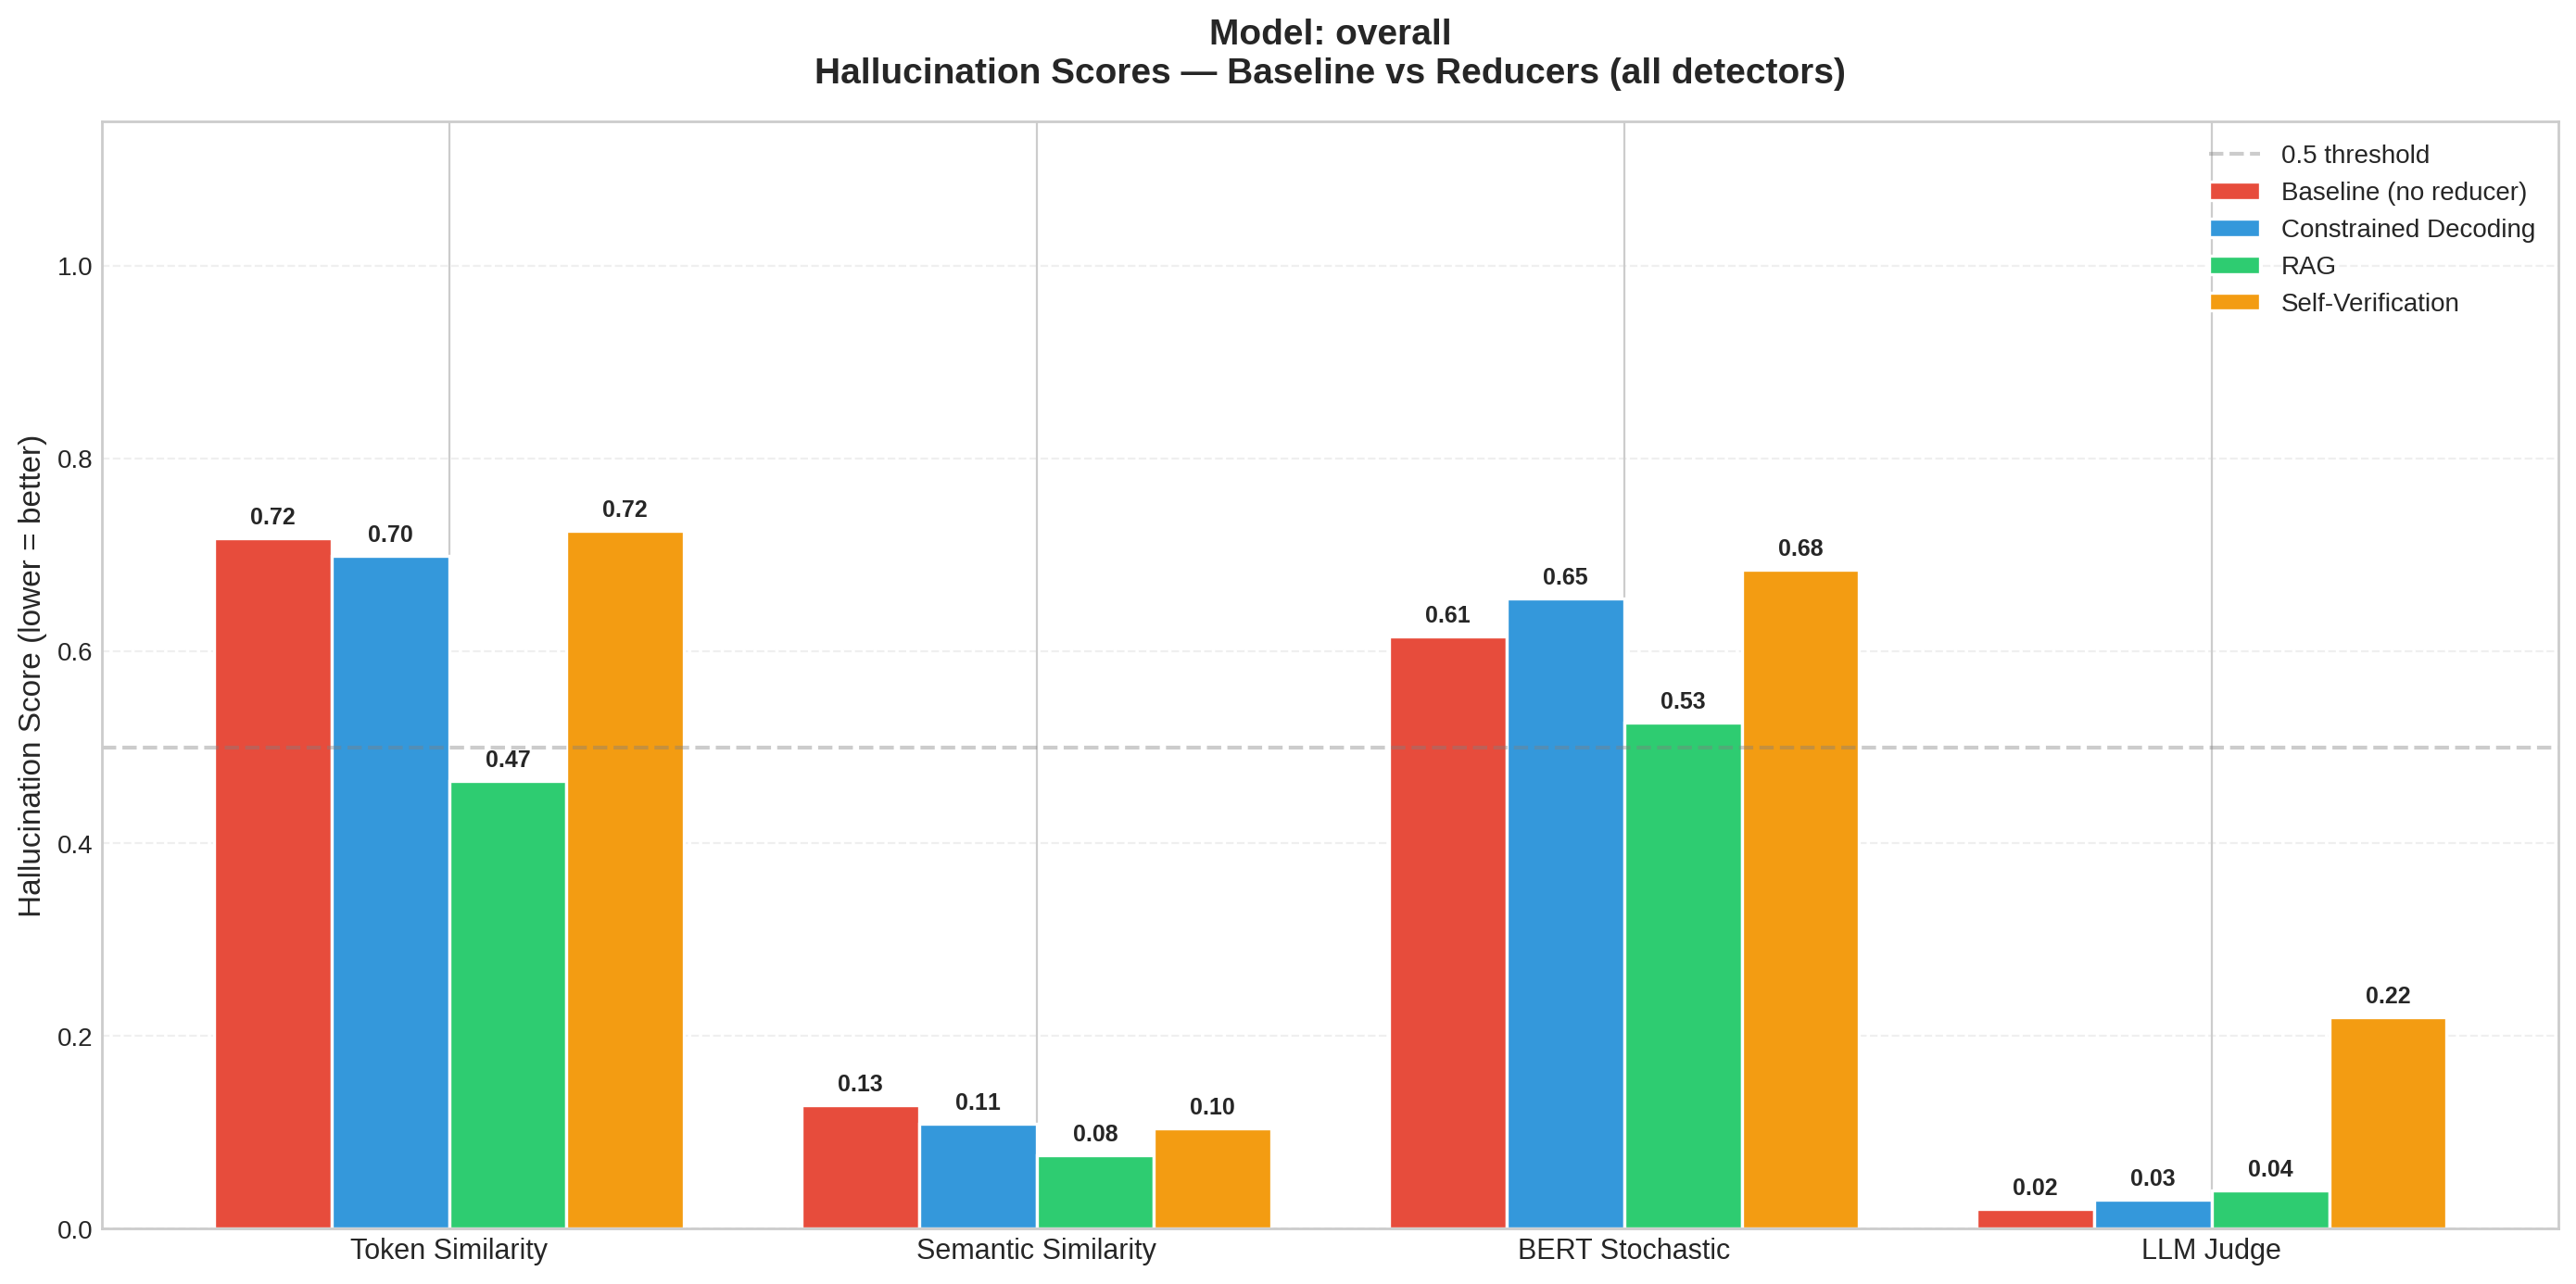 Model: overall
Hallucination Scores — Baseline vs Reducers (all detectors)
Hallucination Score (lower = better)
1.0
0.8
0.6
0.4
0.2
0.0
0.5 threshold
Baseline (no reducer)
Constrained Decoding
RAG
Self-Verification
0.72
0.70
0.47
0.72
0.13
0.11
0.08
0.10
0.61
0.65
0.53
0.68
0.02
0.03
0.04
0.22
Token Similarity
Semantic Similarity
BERT Stochastic
LLM Judge